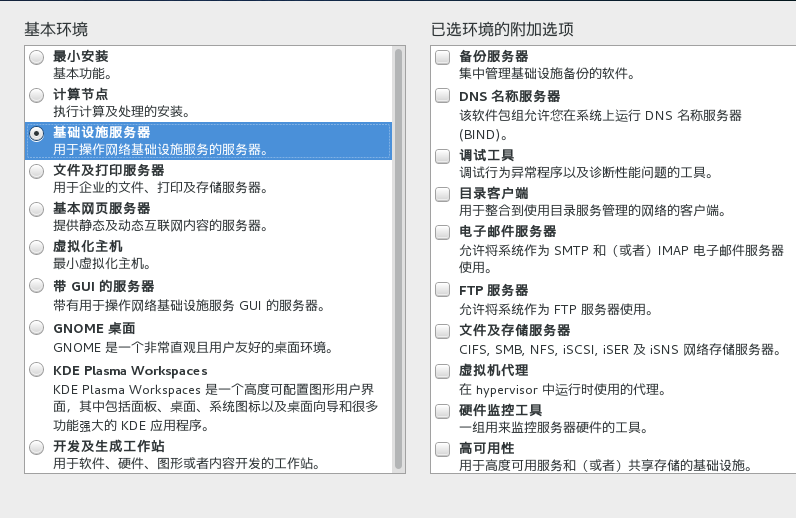 基本环境
最小安装
基本功能。
计算节点
执行计算及处理的安装。
基础设施服务器
用于操作网络基础设施服务的服务器。
文件及打印服务器
用于企业的文件、打印及存储服务器。
基本网页服务器
提供静态及动态互联网内容的服务器。
虚拟化主机
最小虚拟化主机。
带 GUI 的服务器
带有用于操作网络基础设施服务 GUI 的服务器。
GNOME 桌面
GNOME 是一个非常直观且用户友好的桌面环境。
KDE Plasma Workspaces
KDE Plasma Workspaces 是一个高度可配置图形用户界
面，其中包括面板、桌面、系统图标以及桌面向导和很多
功能强大的 KDE 应用程序。
开发及生成工作站
用于软件、硬件、图形或者内容开发的工作站。
已选环境的附加选项
备份服务器
集中管理基础设施备份的软件。
DNS 名称服务器
该软件包组允许您在系统上运行 DNS 名称服务器
(BIND)。
调试工具
调试行为异常程序以及诊断性能问题的工具。
目录客户端
用于整合到使用目录服务管理的网络的客户端。
电子邮件服务器
允许将系统作为 SMTP 和（或者）IMAP 电子邮件服务器
使用。
FTP 服务器
允许将系统作为 FTP 服务器使用。
文件及存储服务器
CIFS, SMB, NFS, iSCSI, iSER 及 iSNS 网络存储服务器。
虚拟机代理
在 hypervisor 中运行时使用的代理。
硬件监控工具
一组用来监控服务器硬件的工具。
高可用性
用于高度可用服务和（或者）共享存储的基础设施。